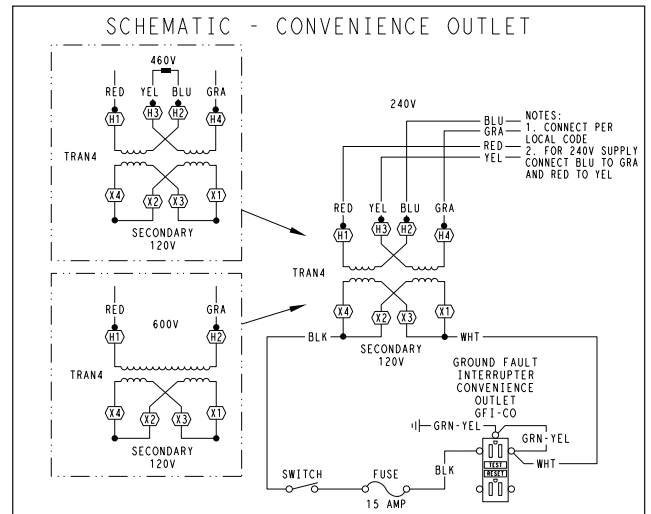 SCHEMATIC - CONVENIENCE OUTLET
460V
RED YEL BLU GRA
H1 H3 H2 H4
TRAN4
X4 X2 X3 X1
SECONDARY
120V
RED GRA
600V
H1 H2
TRAN4
X4 X2 X3 X1
SECONDARY
120V
240V
BLU
GRA
RED
YEL
NOTES:
1. CONNECT PER
LOCAL CODE
2. FOR 240V SUPPLY
CONNECT BLU TO GRA
AND RED TO YEL
RED YEL BLU GRA
H1 H3 H2 H4
TRAN4
X4 X2 X3 X1
BLK WHT
SECONDARY
120V
GROUND FAULT
INTERRUPTER
CONVENIENCE
OUTLET
GFI-CO
GRN-YEL
GRN-YEL
WHT
BLK
TEST
RESET
SWITCH FUSE
15 AMP